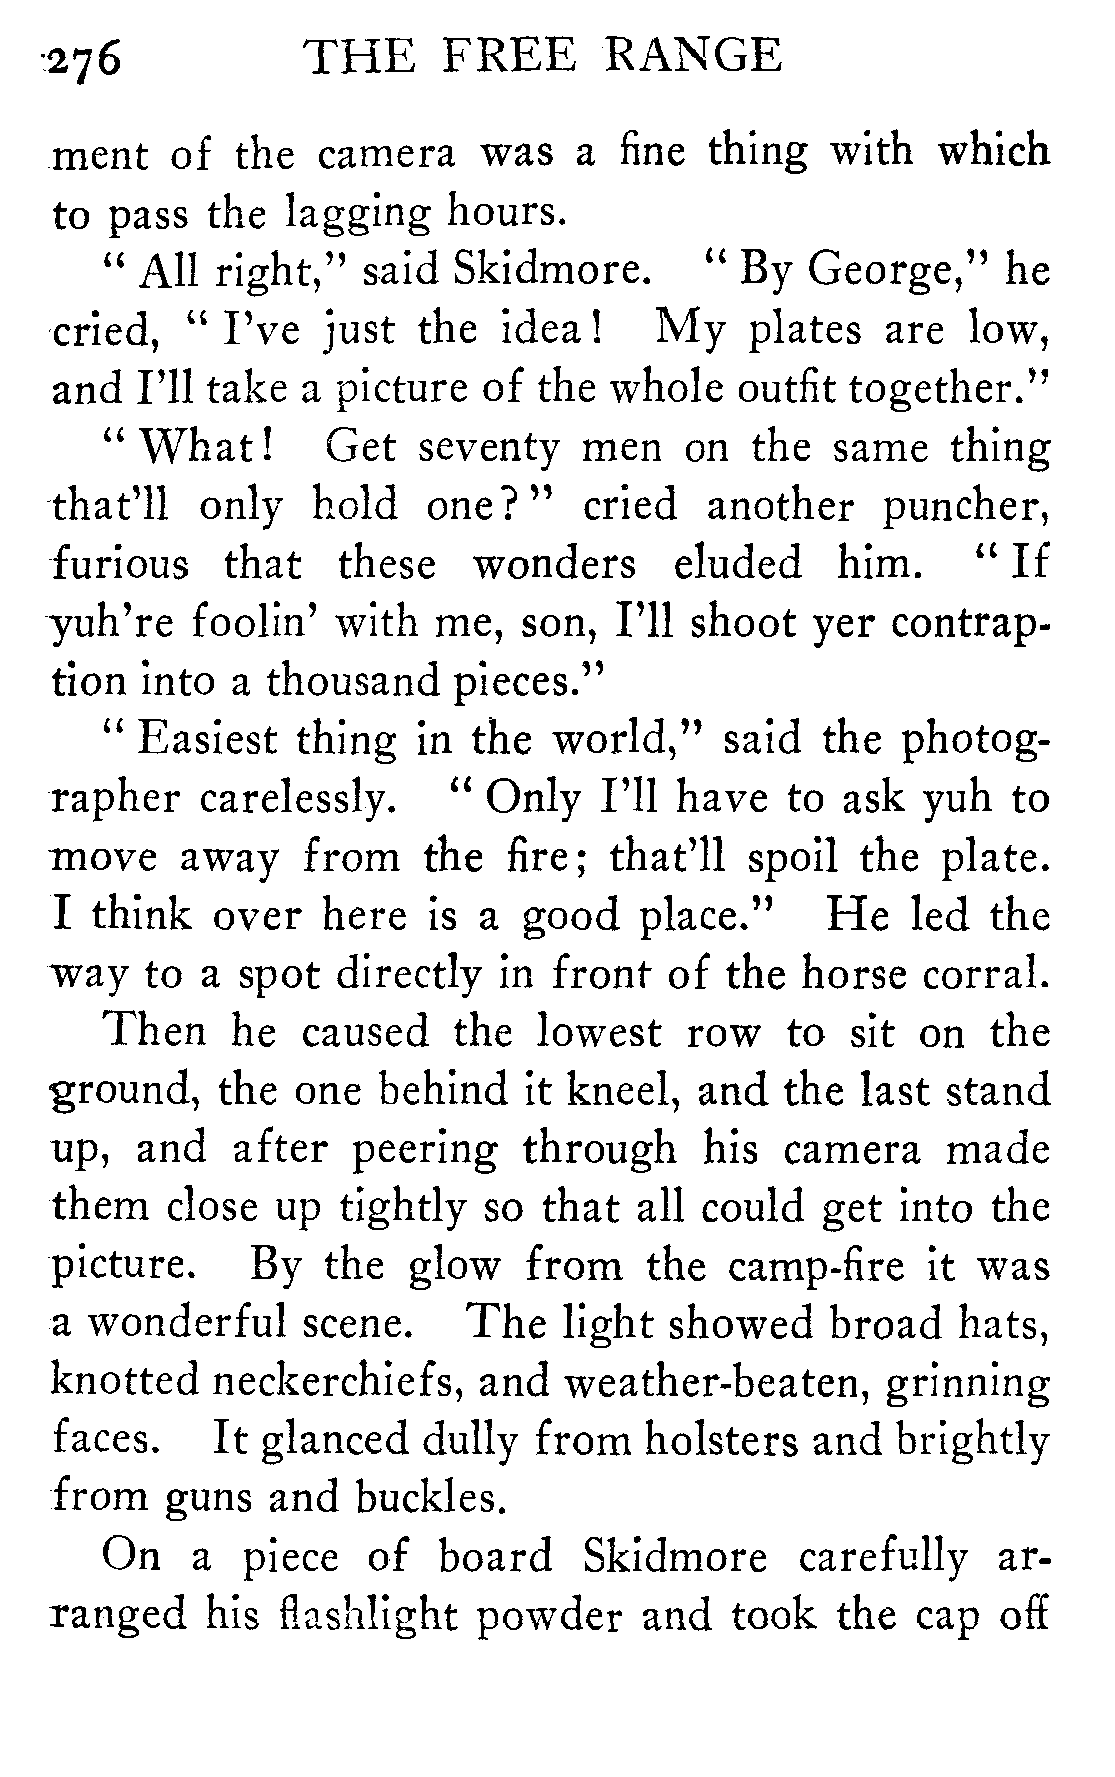 276 THE FREE RANGE
ment of the camera was a fine thing with which
to pass the lagging hours.
“ All right,” said Skidmore. “ By George,” he
cried, “ I’ve just the idea! My plates are low,
and I’ll take a picture of the whole outfit together.”
“ What! Get seventy men on the same thing
that’ll only hold one? ” cried another puncher,
furious that these wonders eluded him. “ If
yuh’re foolin’ with me, son, I’ll shoot yer contrap-
tion into a thousand pieces.”
“ Easiest thing in the world,” said the photog-
rapher carelessly. “ Only I’ll have to ask yuh to
move away from the fire; that’ll spoil the plate.
I think over here is a good place.” He led the
way to a spot directly in front of the horse corral.
Then he caused the lowest row to sit on the
ground, the one behind it kneel, and the last stand
up, and after peering through his camera made
them close up tightly so that all could get into the
picture. By the glow from the camp-fire it was
a wonderful scene. The light showed broad hats,
knotted neckerchiefs, and weather-beaten, grinning
faces. It glanced dully from holsters and brightly
from guns and buckles.
On a piece of board Skidmore carefully ar-
ranged his flashlight powder and took the cap off